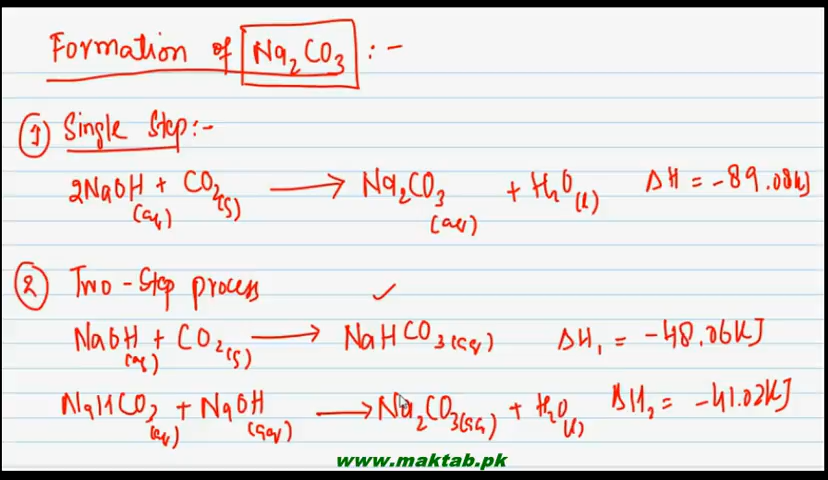 Formation of Na₂CO₃ :-
① Single Step:-
2NaOH(aq) + CO₂(g) ⟶ Na₂CO₃(aq) + H₂O(l) ΔH = -89.08kJ
② Two-Step process ✓
NaOH(aq) + CO₂(g) ⟶ NaHCO₃(aq) ΔH₁ = -48.06KJ
NaHCO₃(aq) + NaOH(aq) ⟶ Na₂CO₃(aq) + H₂O(l) ΔH₂ = -41.02KJ
www.maktab.pk